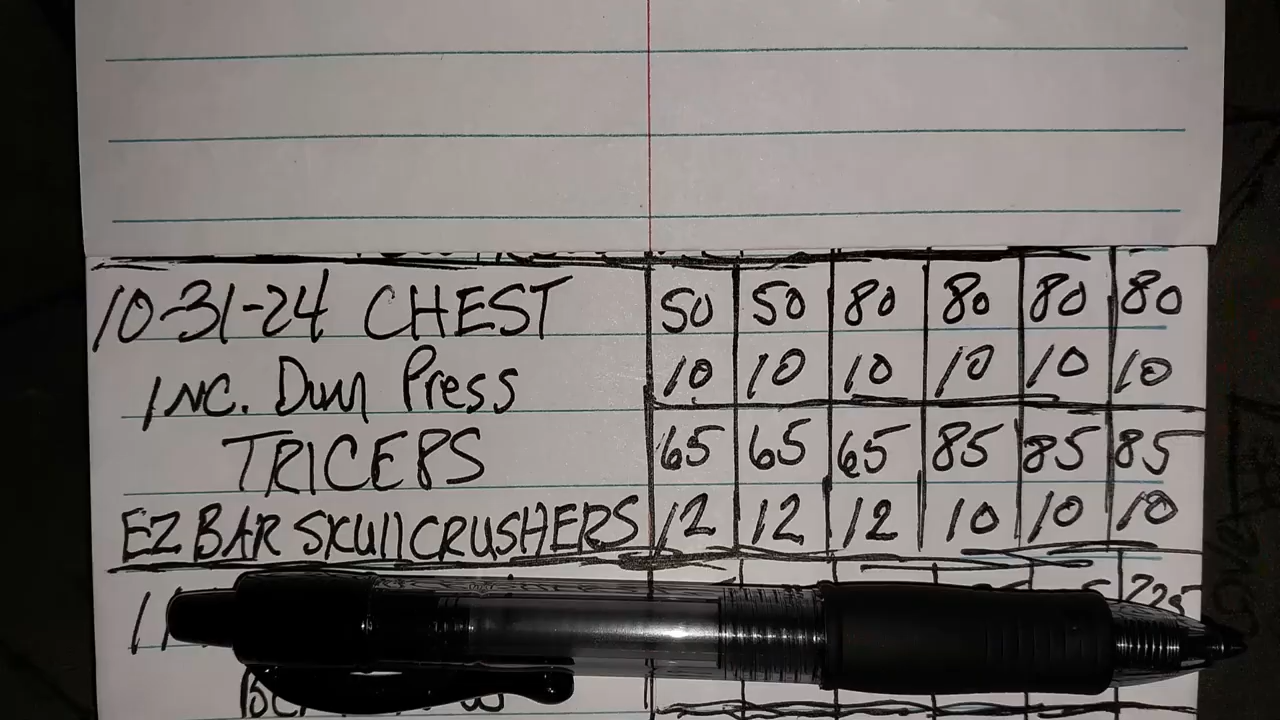 10-31-24 CHEST 50 50 80 80 80 80
INC. Dum Press 10 10 10 10 10 10
TRICEPS 65 65 65 85 85 85
EZ BAR SKUllCRUSHERS 12 12 12 10 10 10
225